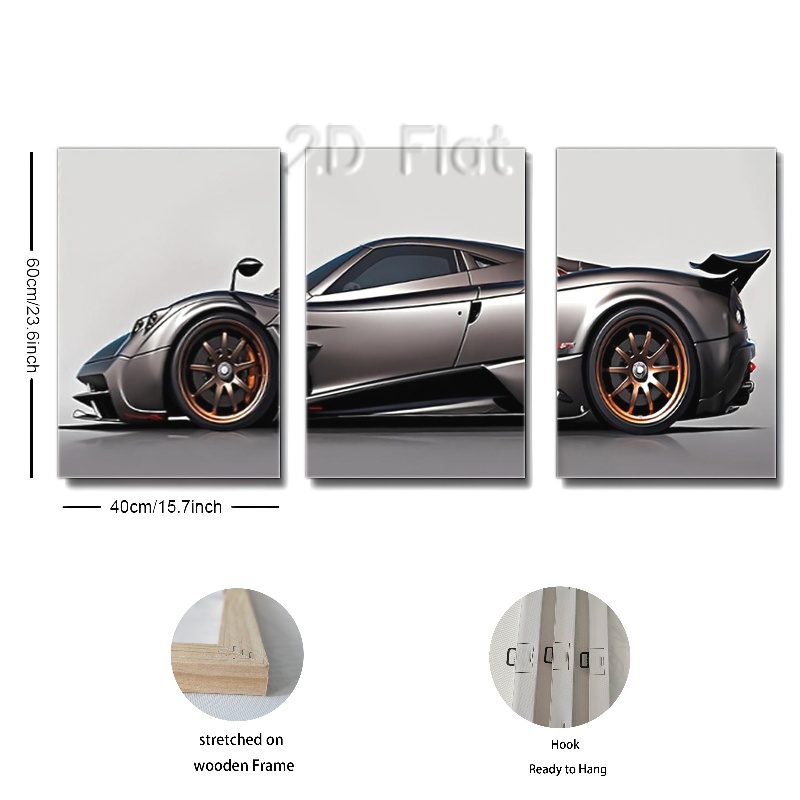 2D Flat
60cm/23.6inch
40cm/15.7inch
stretched on
wooden Frame
Hook
Ready to Hang